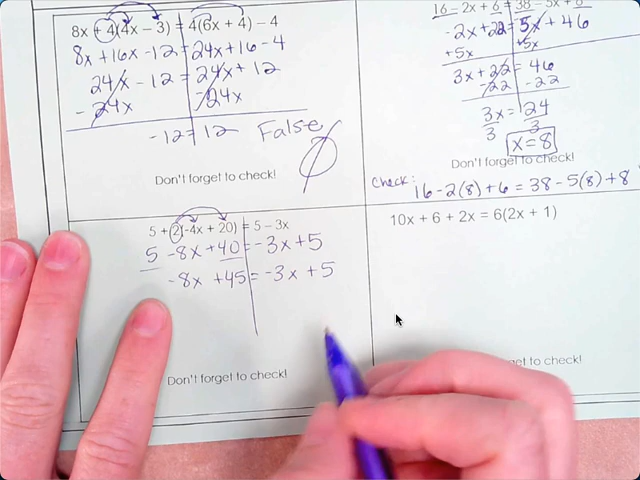 8x + 4(4x − 3) = 4(6x + 4) − 4
8x + 16x - 12 = 24x + 16 - 4
24x - 12 = 24x + 12
- 24x - 24x
-12 = 12 False ∅
Don't forget to check!
16 − 2x + 6 = 38 − 5x + 8
-2x + 22 = 5x + 46
+5x +5x
3x + 22 = 46
-22 -22
3x = 24
3 3
x = 8
Don't forget to check!
Check: 16 - 2(8) + 6 = 38 - 5(8) + 8
5 + 2(-4x + 20) = 5 − 3x
5 - 8x + 40 = -3x + 5
-8x + 45 = -3x + 5
Don't forget to check!
10x + 6 + 2x = 6(2x + 1)
get to check!